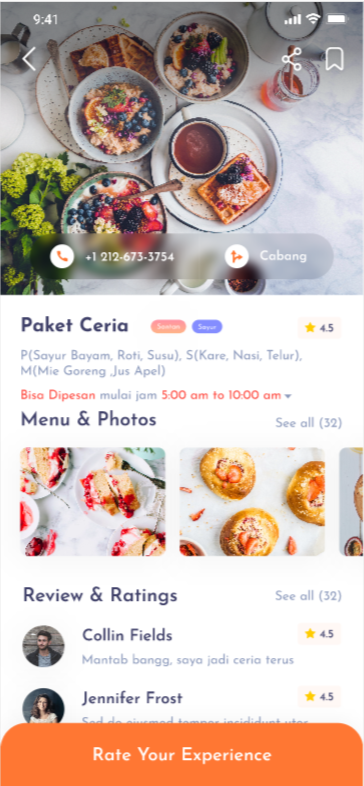 9:41
+1 212-673-3754
Cabang
Paket Ceria
Santan
Sayur
4.5
P(Sayur Bayam, Roti, Susu), S(Kare, Nasi, Telur),
M(Mie Goreng ,Jus Apel)
Bisa Dipesan mulai jam 5:00 am to 10:00 am
Menu & Photos
See all (32)
Review & Ratings
See all (32)
Collin Fields
4.5
Mantab bangg, saya jadi ceria terus
Jennifer Frost
4.5
Sed do eiusmod tempor incididunt utor
Rate Your Experience